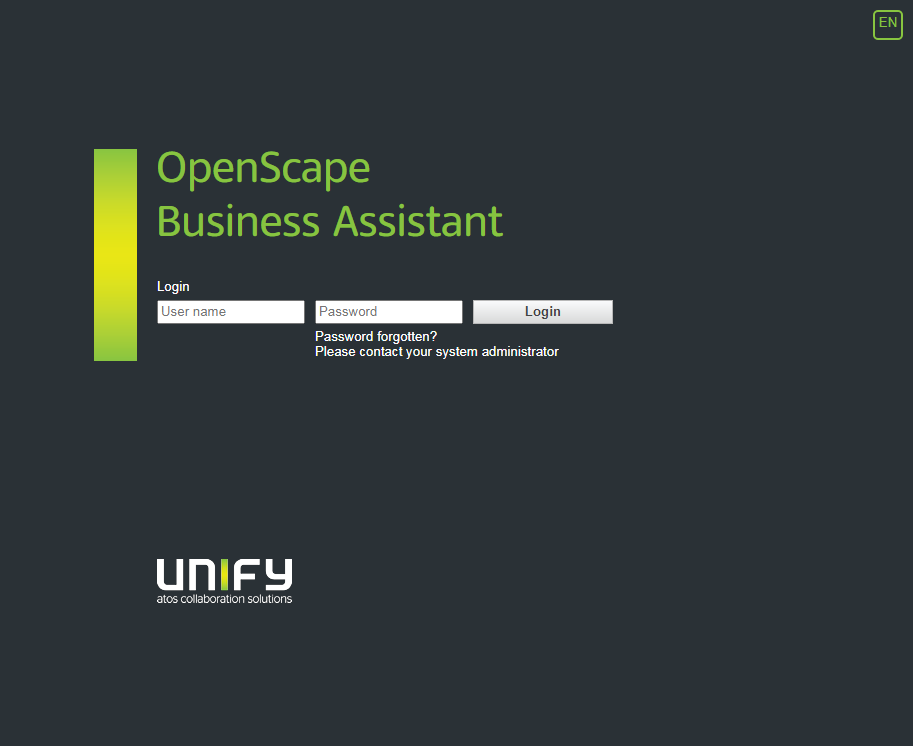 EN
OpenScape
Business Assistant
Login
User name Password Login
Password forgotten?
Please contact your system administrator
UNIFY
atos collaboration solutions